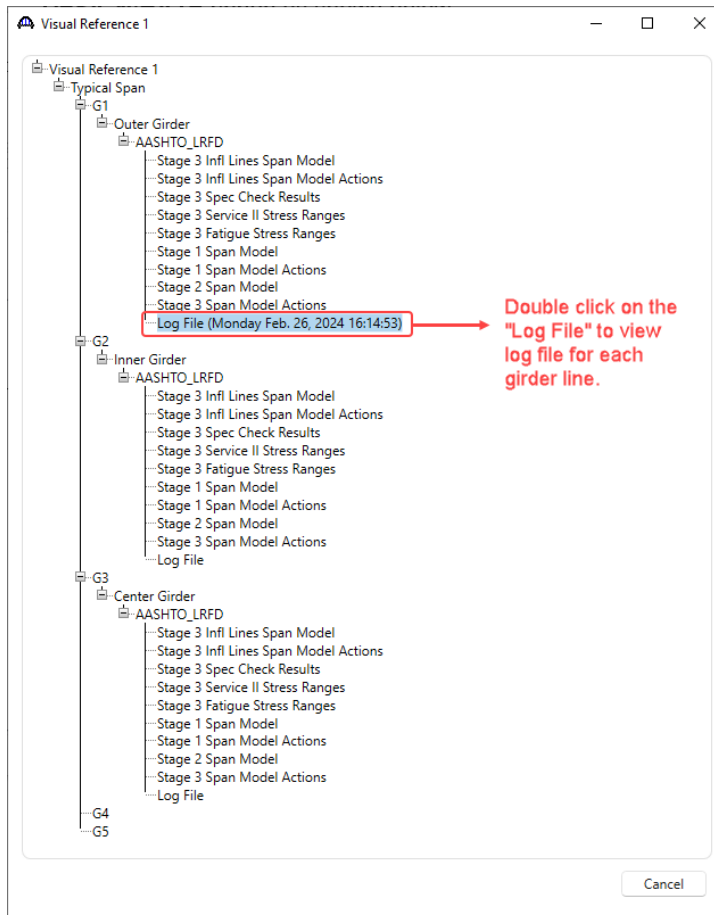 Visual Reference 1
Visual Reference 1
Typical Span
G1
Outer Girder
AASHTO_LRFD
Stage 3 Infl Lines Span Model
Stage 3 Infl Lines Span Model Actions
Stage 3 Spec Check Results
Stage 3 Service II Stress Ranges
Stage 3 Fatigue Stress Ranges
Stage 1 Span Model
Stage 1 Span Model Actions
Stage 2 Span Model
Stage 3 Span Model Actions
Log File (Monday Feb. 26, 2024 16:14:53)
Double click on the
"Log File" to view
log file for each
girder line.
G2
Inner Girder
AASHTO_LRFD
Stage 3 Infl Lines Span Model
Stage 3 Infl Lines Span Model Actions
Stage 3 Spec Check Results
Stage 3 Service II Stress Ranges
Stage 3 Fatigue Stress Ranges
Stage 1 Span Model
Stage 1 Span Model Actions
Stage 2 Span Model
Stage 3 Span Model Actions
Log File
G3
Center Girder
AASHTO_LRFD
Stage 3 Infl Lines Span Model
Stage 3 Infl Lines Span Model Actions
Stage 3 Spec Check Results
Stage 3 Service II Stress Ranges
Stage 3 Fatigue Stress Ranges
Stage 1 Span Model
Stage 1 Span Model Actions
Stage 2 Span Model
Stage 3 Span Model Actions
Log File
G4
G5
Cancel